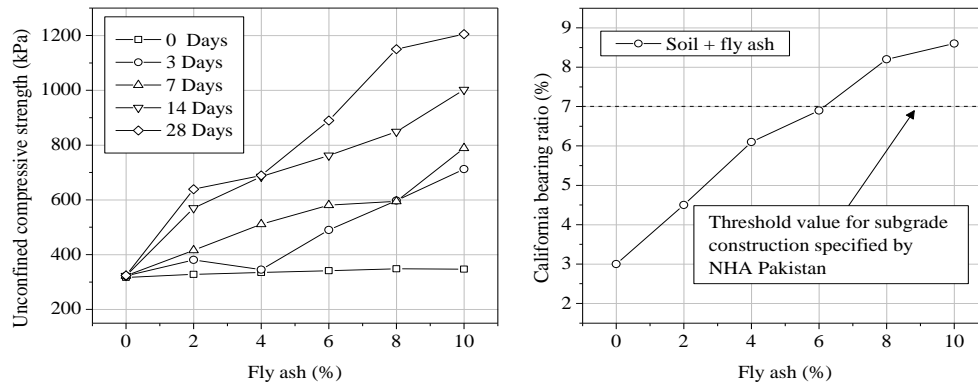 Unconfined compressive strength (kPa)
1200
1000
800
600
400
200
0 Days
3 Days
7 Days
14 Days
28 Days
0 2 4 6 8 10
Fly ash (%)
California bearing ratio (%)
9
8
7
6
5
4
3
2
Soil + fly ash
Threshold value for subgrade
construction specified by
NHA Pakistan
0 2 4 6 8 10
Fly ash (%)